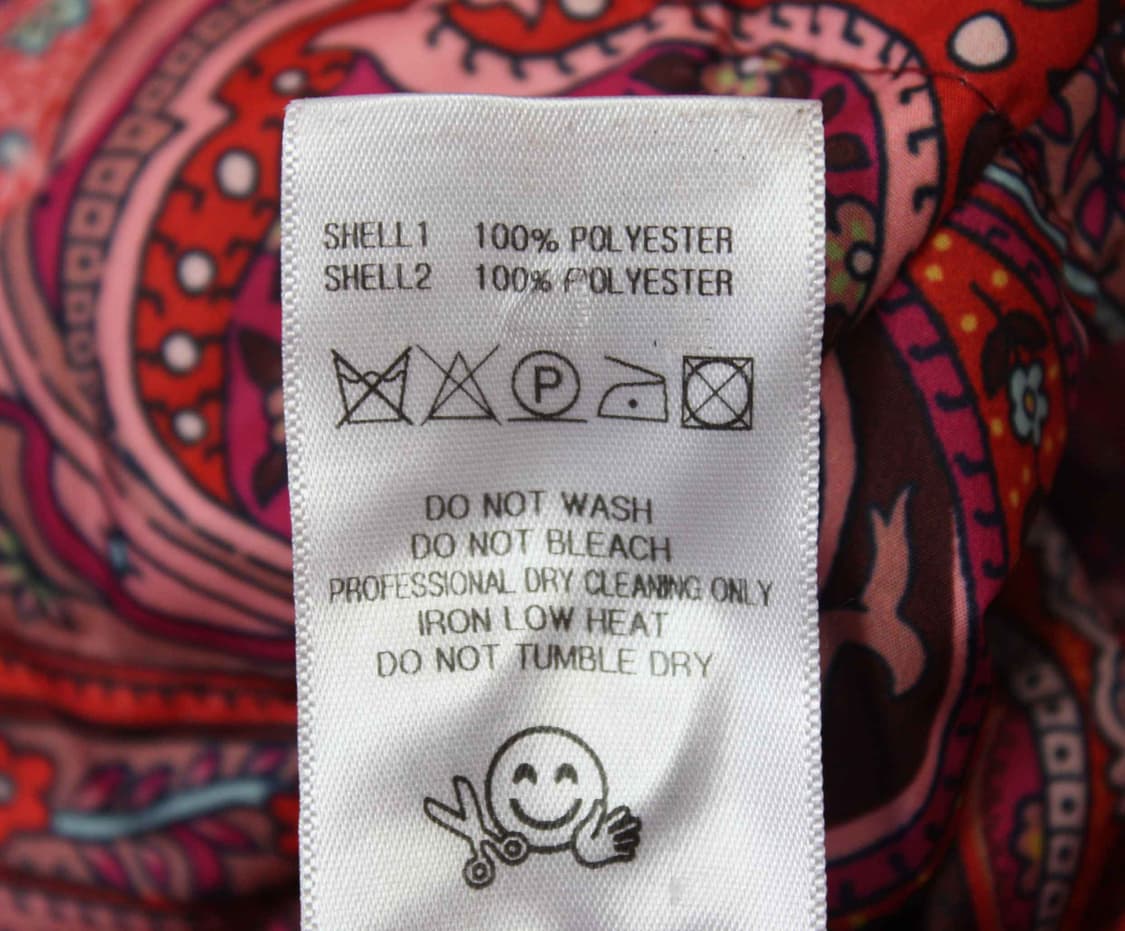 SHELL1 100% POLYESTER
SHELL2 100% POLYESTER
P
DO NOT WASH
DO NOT BLEACH
PROFESSIONAL DRY CLEANING ONLY
IRON LOW HEAT
DO NOT TUMBLE DRY